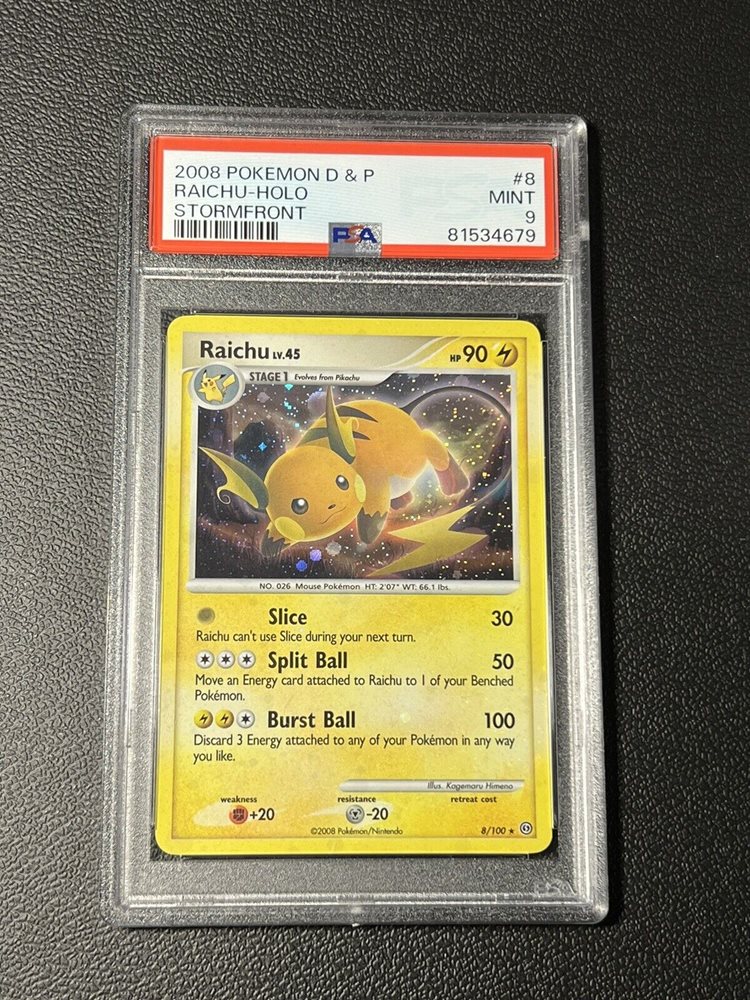 2008 POKEMON D & P #8
RAICHU-HOLO MINT
STORMFRONT 9
PSA 81534679
Raichu LV.45 HP 90
STAGE 1 Evolves from Pikachu
NO. 026 Mouse Pokémon HT: 2'07" WT: 66.1 lbs.
Slice 30
Raichu can't use Slice during your next turn.
Split Ball 50
Move an Energy card attached to Raichu to 1 of your Benched
Pokémon.
Burst Ball 100
Discard 3 Energy attached to any of your Pokémon in any way
you like.
Illus. Kagemaru Himeno
weakness resistance retreat cost
+20 -20
©2008 Pokémon/Nintendo 8/100 ★